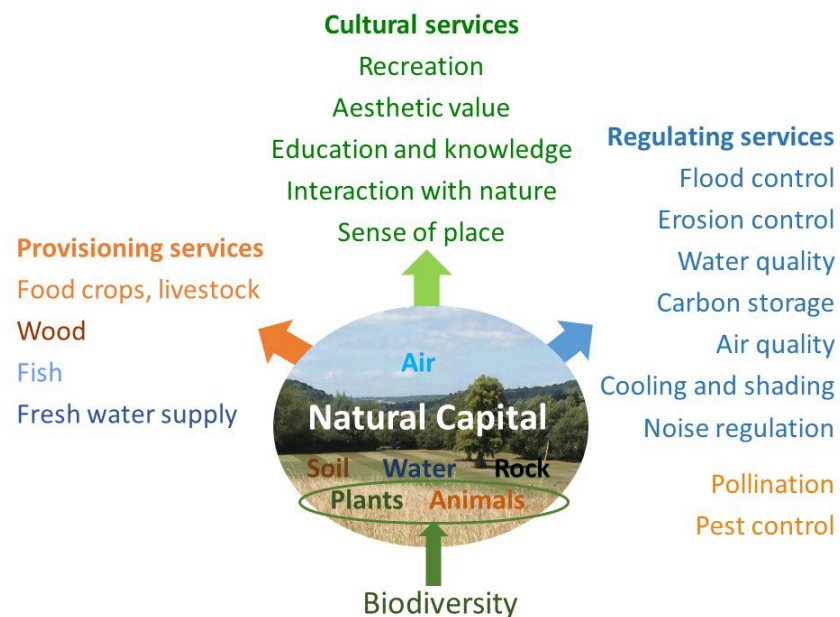 Cultural services
Recreation
Aesthetic value
Education and knowledge
Interaction with nature
Sense of place
Provisioning services
Food crops, livestock
Wood
Fish
Fresh water supply
Regulating services
Flood control
Erosion control
Water quality
Carbon storage
Air quality
Cooling and shading
Noise regulation
Pollination
Pest control
Air
Natural Capital
Soil Water Rock
Plants Animals
Biodiversity